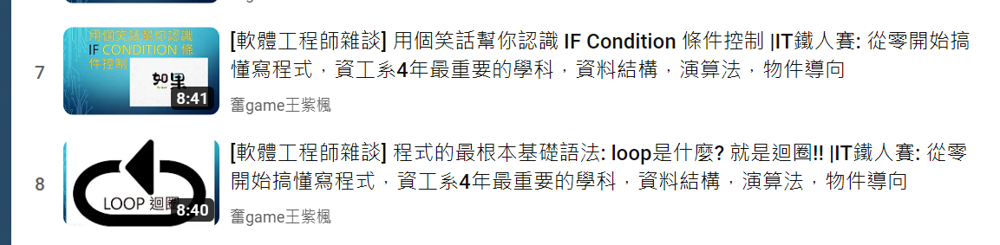 7
用個笑話幫你認識
IF CONDITION 條
件控制
如果
8:41
[軟體工程師雜談] 用個笑話幫你認識 IF Condition 條件控制 |IT鐵人賽: 從零開始搞
懂寫程式，資工系4年最重要的學科，資料結構，演算法，物件導向
奮game王紫楓
8
LOOP 迴圈
8:40
[軟體工程師雜談] 程式的最根本基礎語法: loop是什麼? 就是迴圈!! |IT鐵人賽: 從零
開始搞懂寫程式，資工系4年最重要的學科，資料結構，演算法，物件導向
奮game王紫楓